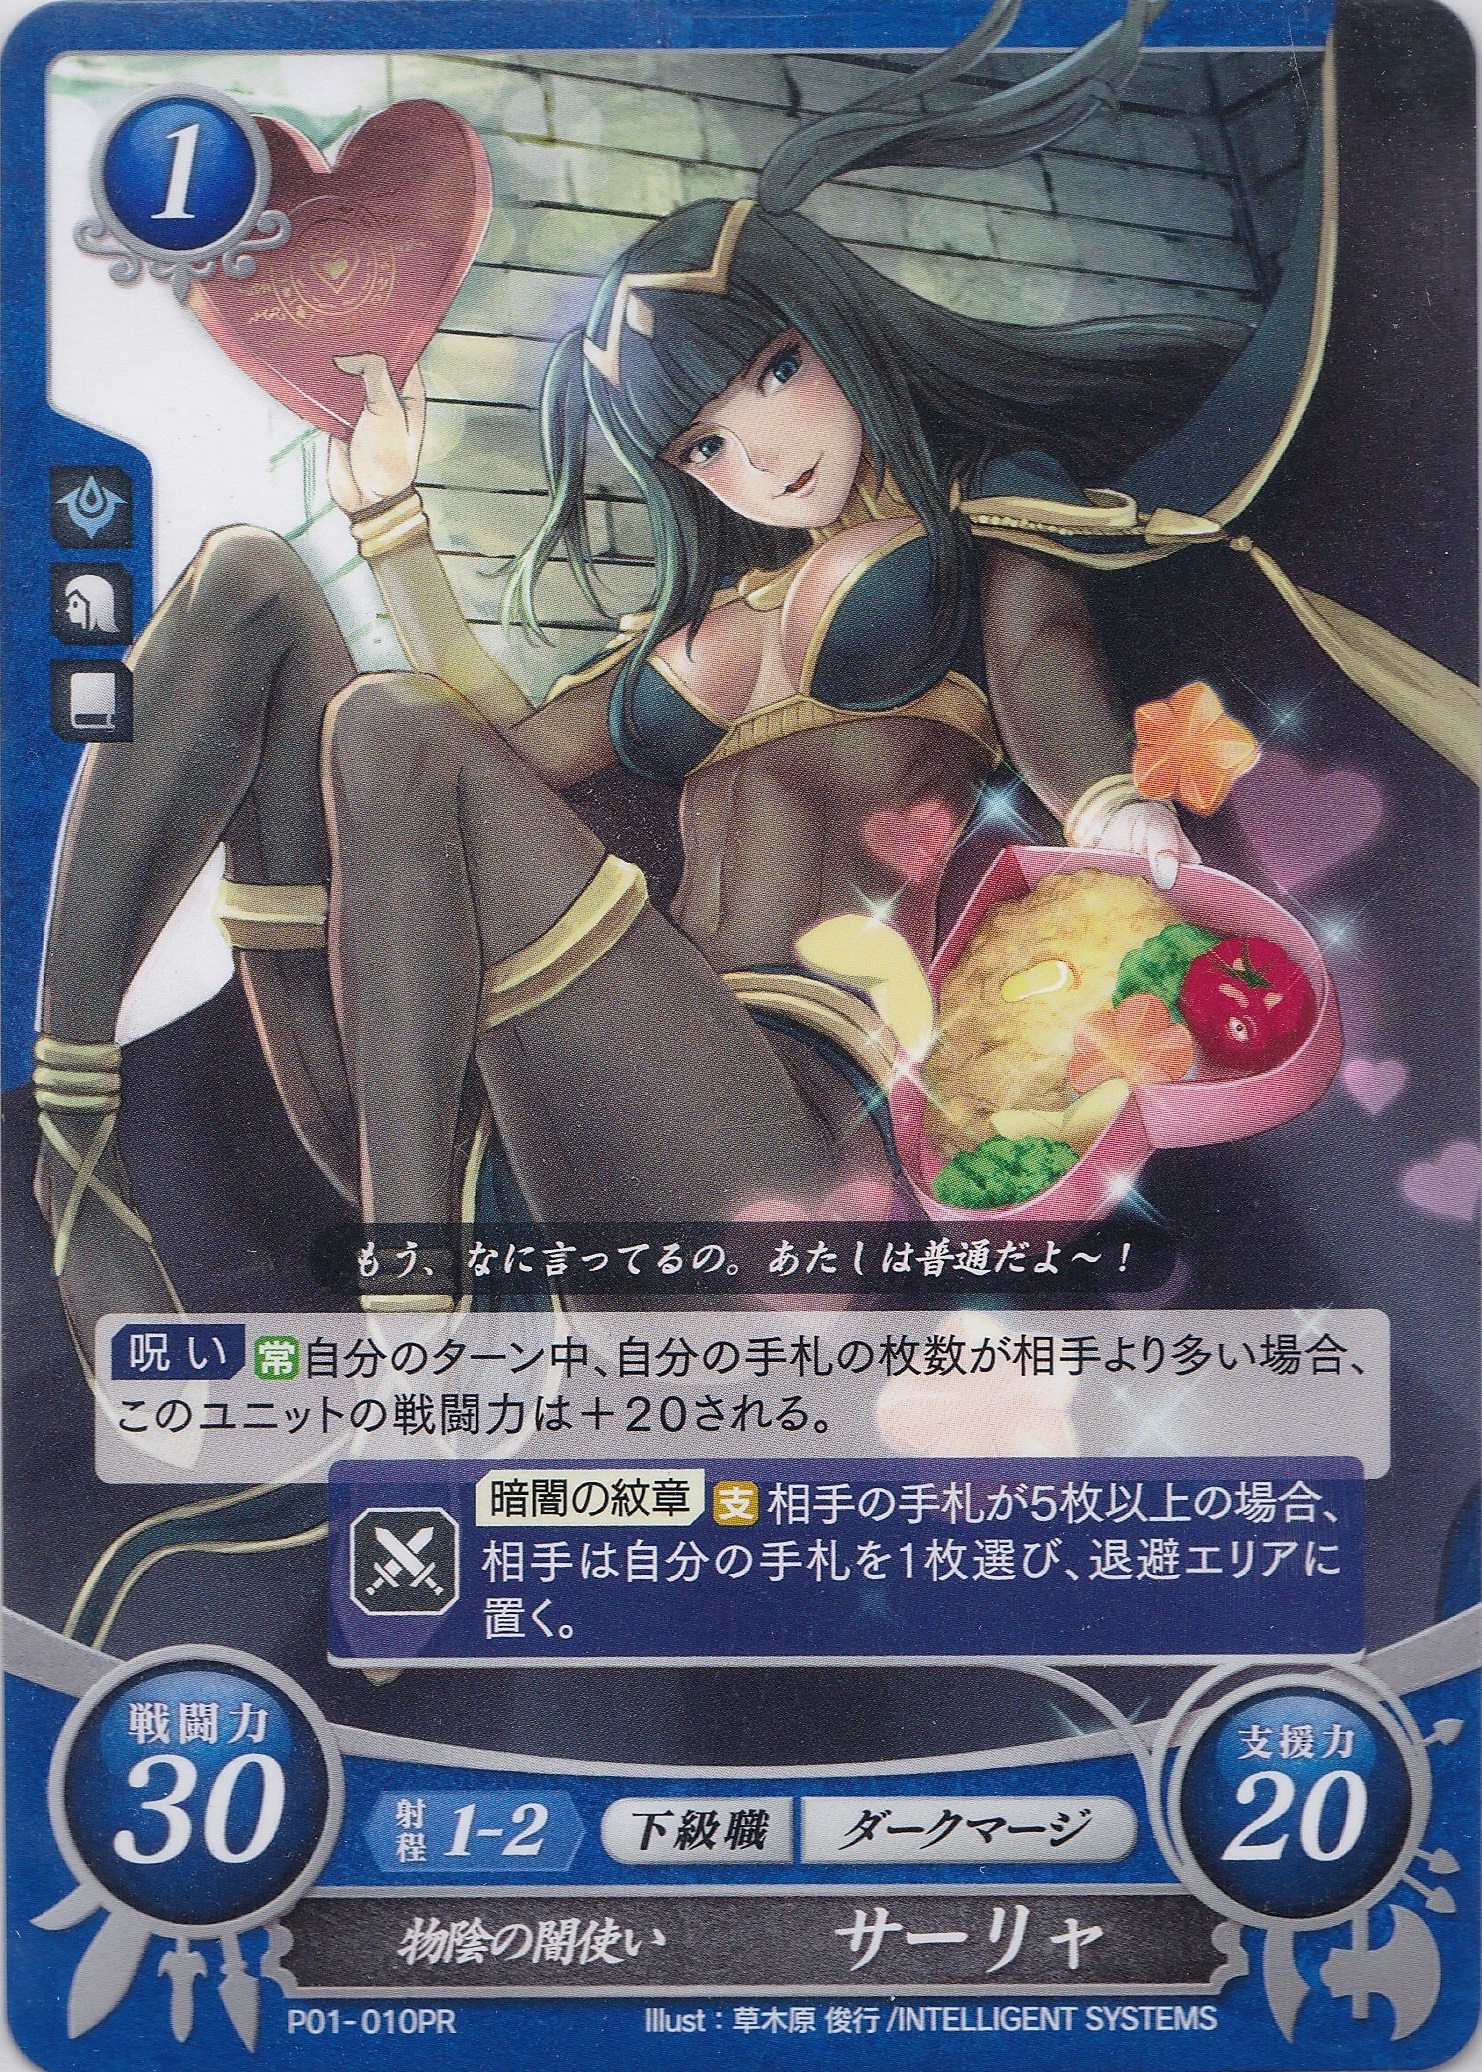 1
もう、なに言ってるの。あたしは普通だよ〜!
呪い 常 自分のターン中、自分の手札の枚数が相手より多い場合、
このユニットの戦闘力は+20される。
暗闇の紋章 支 相手の手札が5枚以上の場合、
相手は自分の手札を1枚選び、退避エリアに
置く。
戦闘力
30
射程 1-2
下級職 ダークマージ
支援力
20
物陰の闇使い サーリャ
P01-010PR Illust:草木原 俊行/INTELLIGENT SYSTEMS